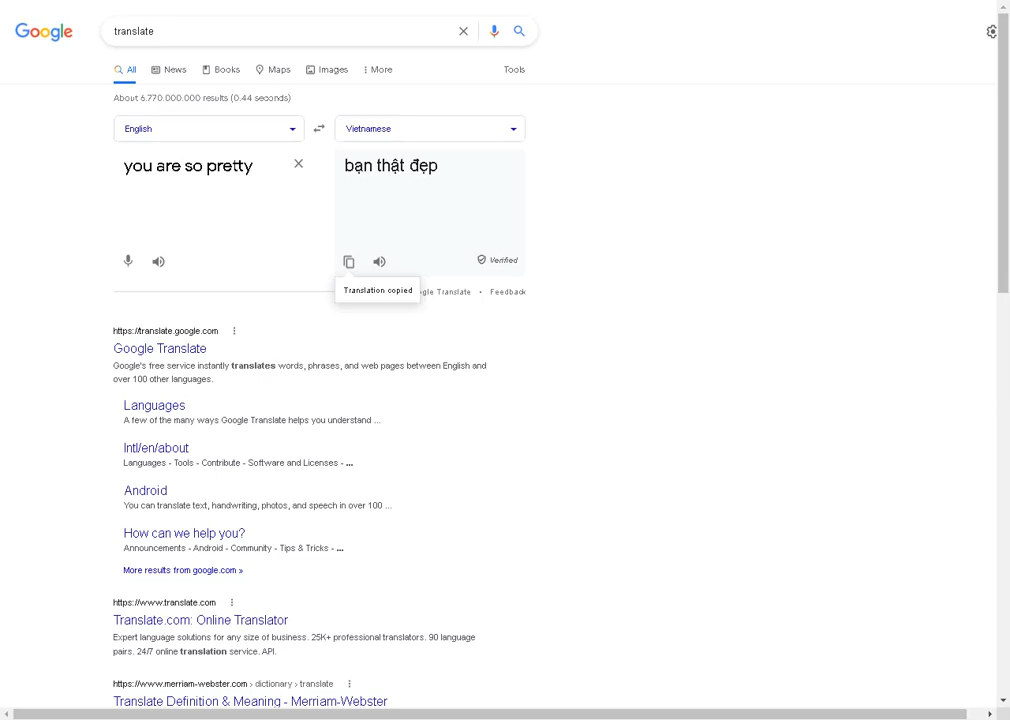 Google
translate
All News Books Maps Images More Tools
About 6.770.000.000 results (0.44 seconds)
English Vietnamese
you are so pretty
bạn thật đẹp
Verified
Translation copied
gle Translate • Feedback
https://translate.google.com
Google Translate
Google's free service instantly translates words, phrases, and web pages between English and
over 100 other languages.
Languages
A few of the many ways Google Translate helps you understand ...
Intl/en/about
Languages - Tools - Contribute - Software and Licenses - ...
Android
You can translate text, handwriting, photos, and speech in over 100 ...
How can we help you?
Announcements - Android - Community - Tips & Tricks - ...
More results from google.com »
https://www.translate.com
Translate.com: Online Translator
Expert language solutions for any size of business. 25K+ professional translators. 90 language
pairs. 24/7 online translation service. API.
https://www.merriam-webster.com › dictionary › translate
Translate Definition & Meaning - Merriam-Webster